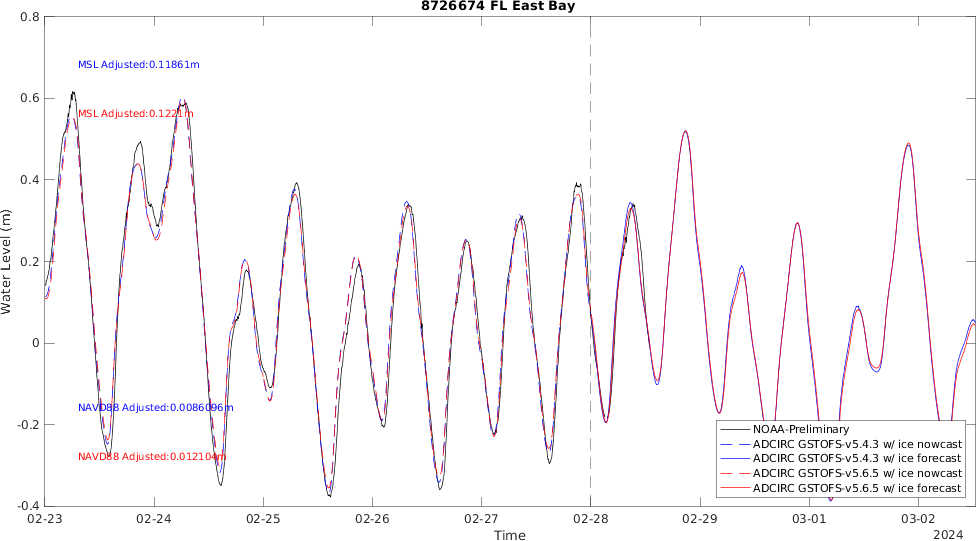 8726674 FL East Bay
0.8
MSL Adjusted:0.11861m
0.6
MSL Adjusted:0.1221m
0.4
Water Level (m)
0.2
0
NAVD88 Adjusted:0.0086096m
-0.2
NOAA-Preliminary
ADCIRC GSTOFS-v5.4.3 w/ ice nowcast
NAVD88 Adjusted:0.012104m
ADCIRC GSTOFS-v5.4.3 w/ ice forecast
ADCIRC GSTOFS-v5.6.5 w/ ice nowcast
ADCIRC GSTOFS-v5.6.5 w/ ice forecast
-0.4
02-23 02-24 02-25 02-26 02-27 02-28 02-29 03-01 03-02
Time
2024